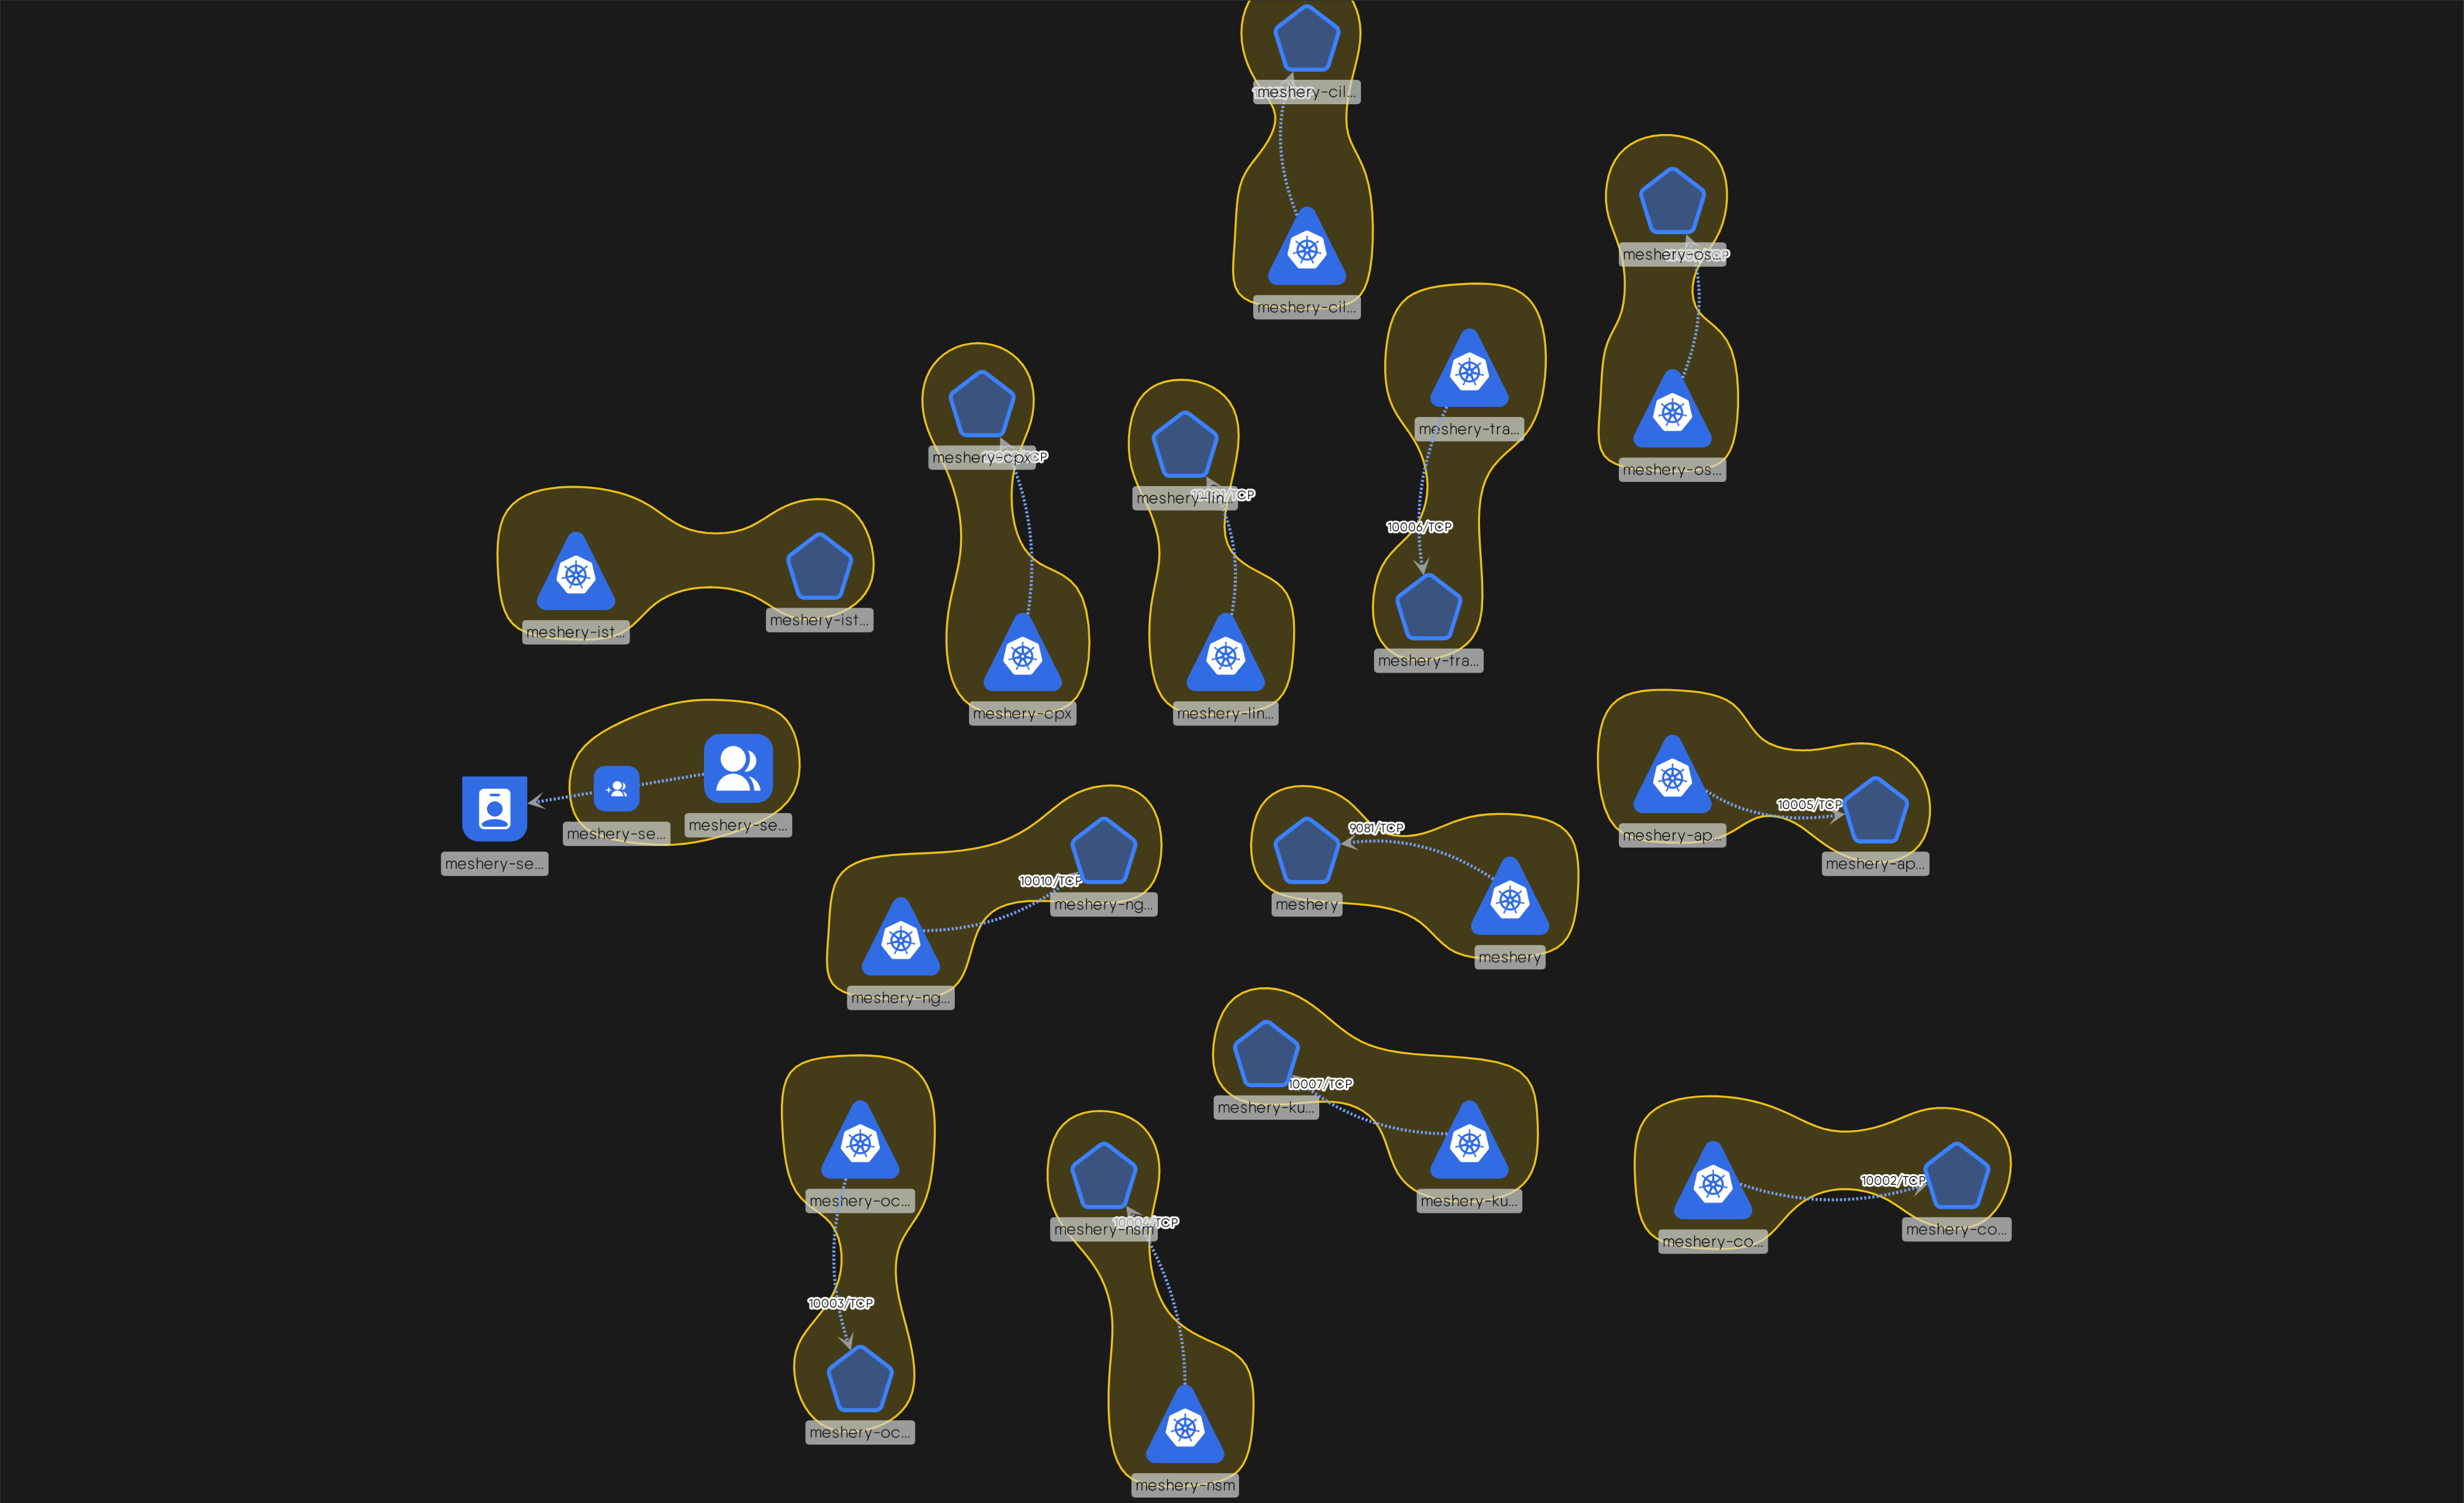 meshery-cil...
meshery-cil...
meshery-os...
meshery-os...
meshery-tra...
10006/TCP
meshery-tra...
meshery-cpx
meshery-cpx
meshery-lin...
meshery-lin...
meshery-ist...
meshery-ist...
meshery-se...
meshery-se...
meshery-se...
10010/TCP
meshery-ng...
meshery-ng...
9081/TCP
meshery
meshery
10005/TCP
meshery-ap...
meshery-ap...
10007/TCP
meshery-ku...
meshery-ku...
10002/TCP
meshery-co...
meshery-co...
meshery-oc...
10003/TCP
meshery-oc...
meshery-nsm
10004/TCP
meshery-nsm